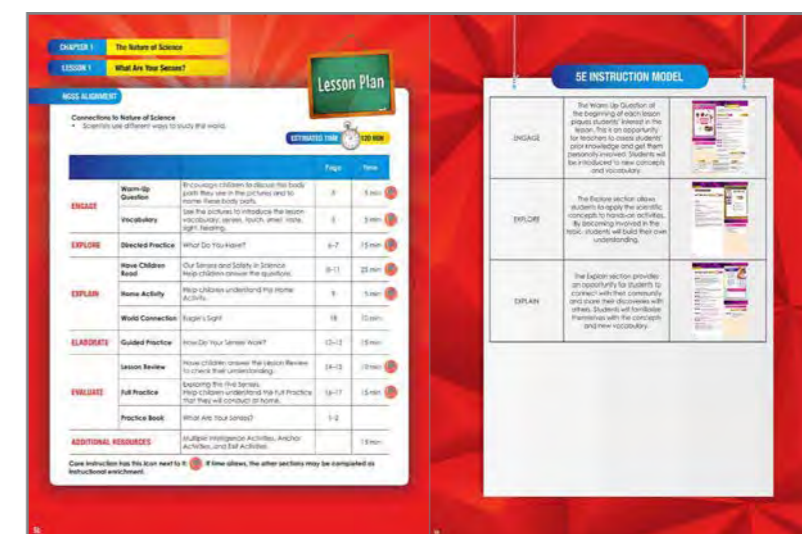 CHAPTER 1 The Nature of Science
LESSON 1 What Are Your Senses?
Lesson Plan
NGSS ALIGNMENT
Connections to Nature of Science
• Scientists use different ways to study the world.
ESTIMATED TIME 120 MIN
Page Time
ENGAGE
Warm-Up Question
Encourage children to discuss the body
parts they see in the pictures and to
name these body parts.
5 5 min
Vocabulary
Use the pictures to introduce the lesson
vocabulary: senses, touch, smell, taste,
sight, hearing.
5 5 min
EXPLORE Directed Practice What Do You Have? 6–7 15 min
EXPLAIN
Have Children Read
Our Senses and Safety in Science
Help children answer the questions.
8–11 25 min
Home Activity
Help children understand the Home
Activity.
9 5 min
World Connection Eagle's Sight 18 10 min
ELABORATE Guided Practice How Do Your Senses Work? 12–13 15 min
EVALUATE
Lesson Review
Have children answer the Lesson Review
to check their understanding.
14–15 10 min
Full Practice
Exploring the Five Senses
Help children understand the Full Practice
that they will conduct at home.
16–17 15 min
Practice Book What Are Your Senses? 1–2
ADDITIONAL RESOURCES
Multiple Intelligence Activities, Anchor
Activities, and Exit Activities
15 min
Core instruction has this icon next to it. If time allows, the other sections may be completed as
instructional enrichment.
5E INSTRUCTION MODEL
ENGAGE
The Warm Up Question at
the beginning of each lesson
piques students' interest in the
lesson. This is an opportunity
for teachers to assess students'
prior knowledge and get them
personally involved. Students will
be introduced to new concepts
and vocabulary.
EXPLORE
The Explore section allows
students to apply the scientific
concepts to hands-on activities.
By becoming involved in the
topic, students will build their own
understanding.
EXPLAIN
The Explain section provides
an opportunity for students to
connect with their community
and share their discoveries with
others. Students will familiarize
themselves with the concepts
and new vocabulary.